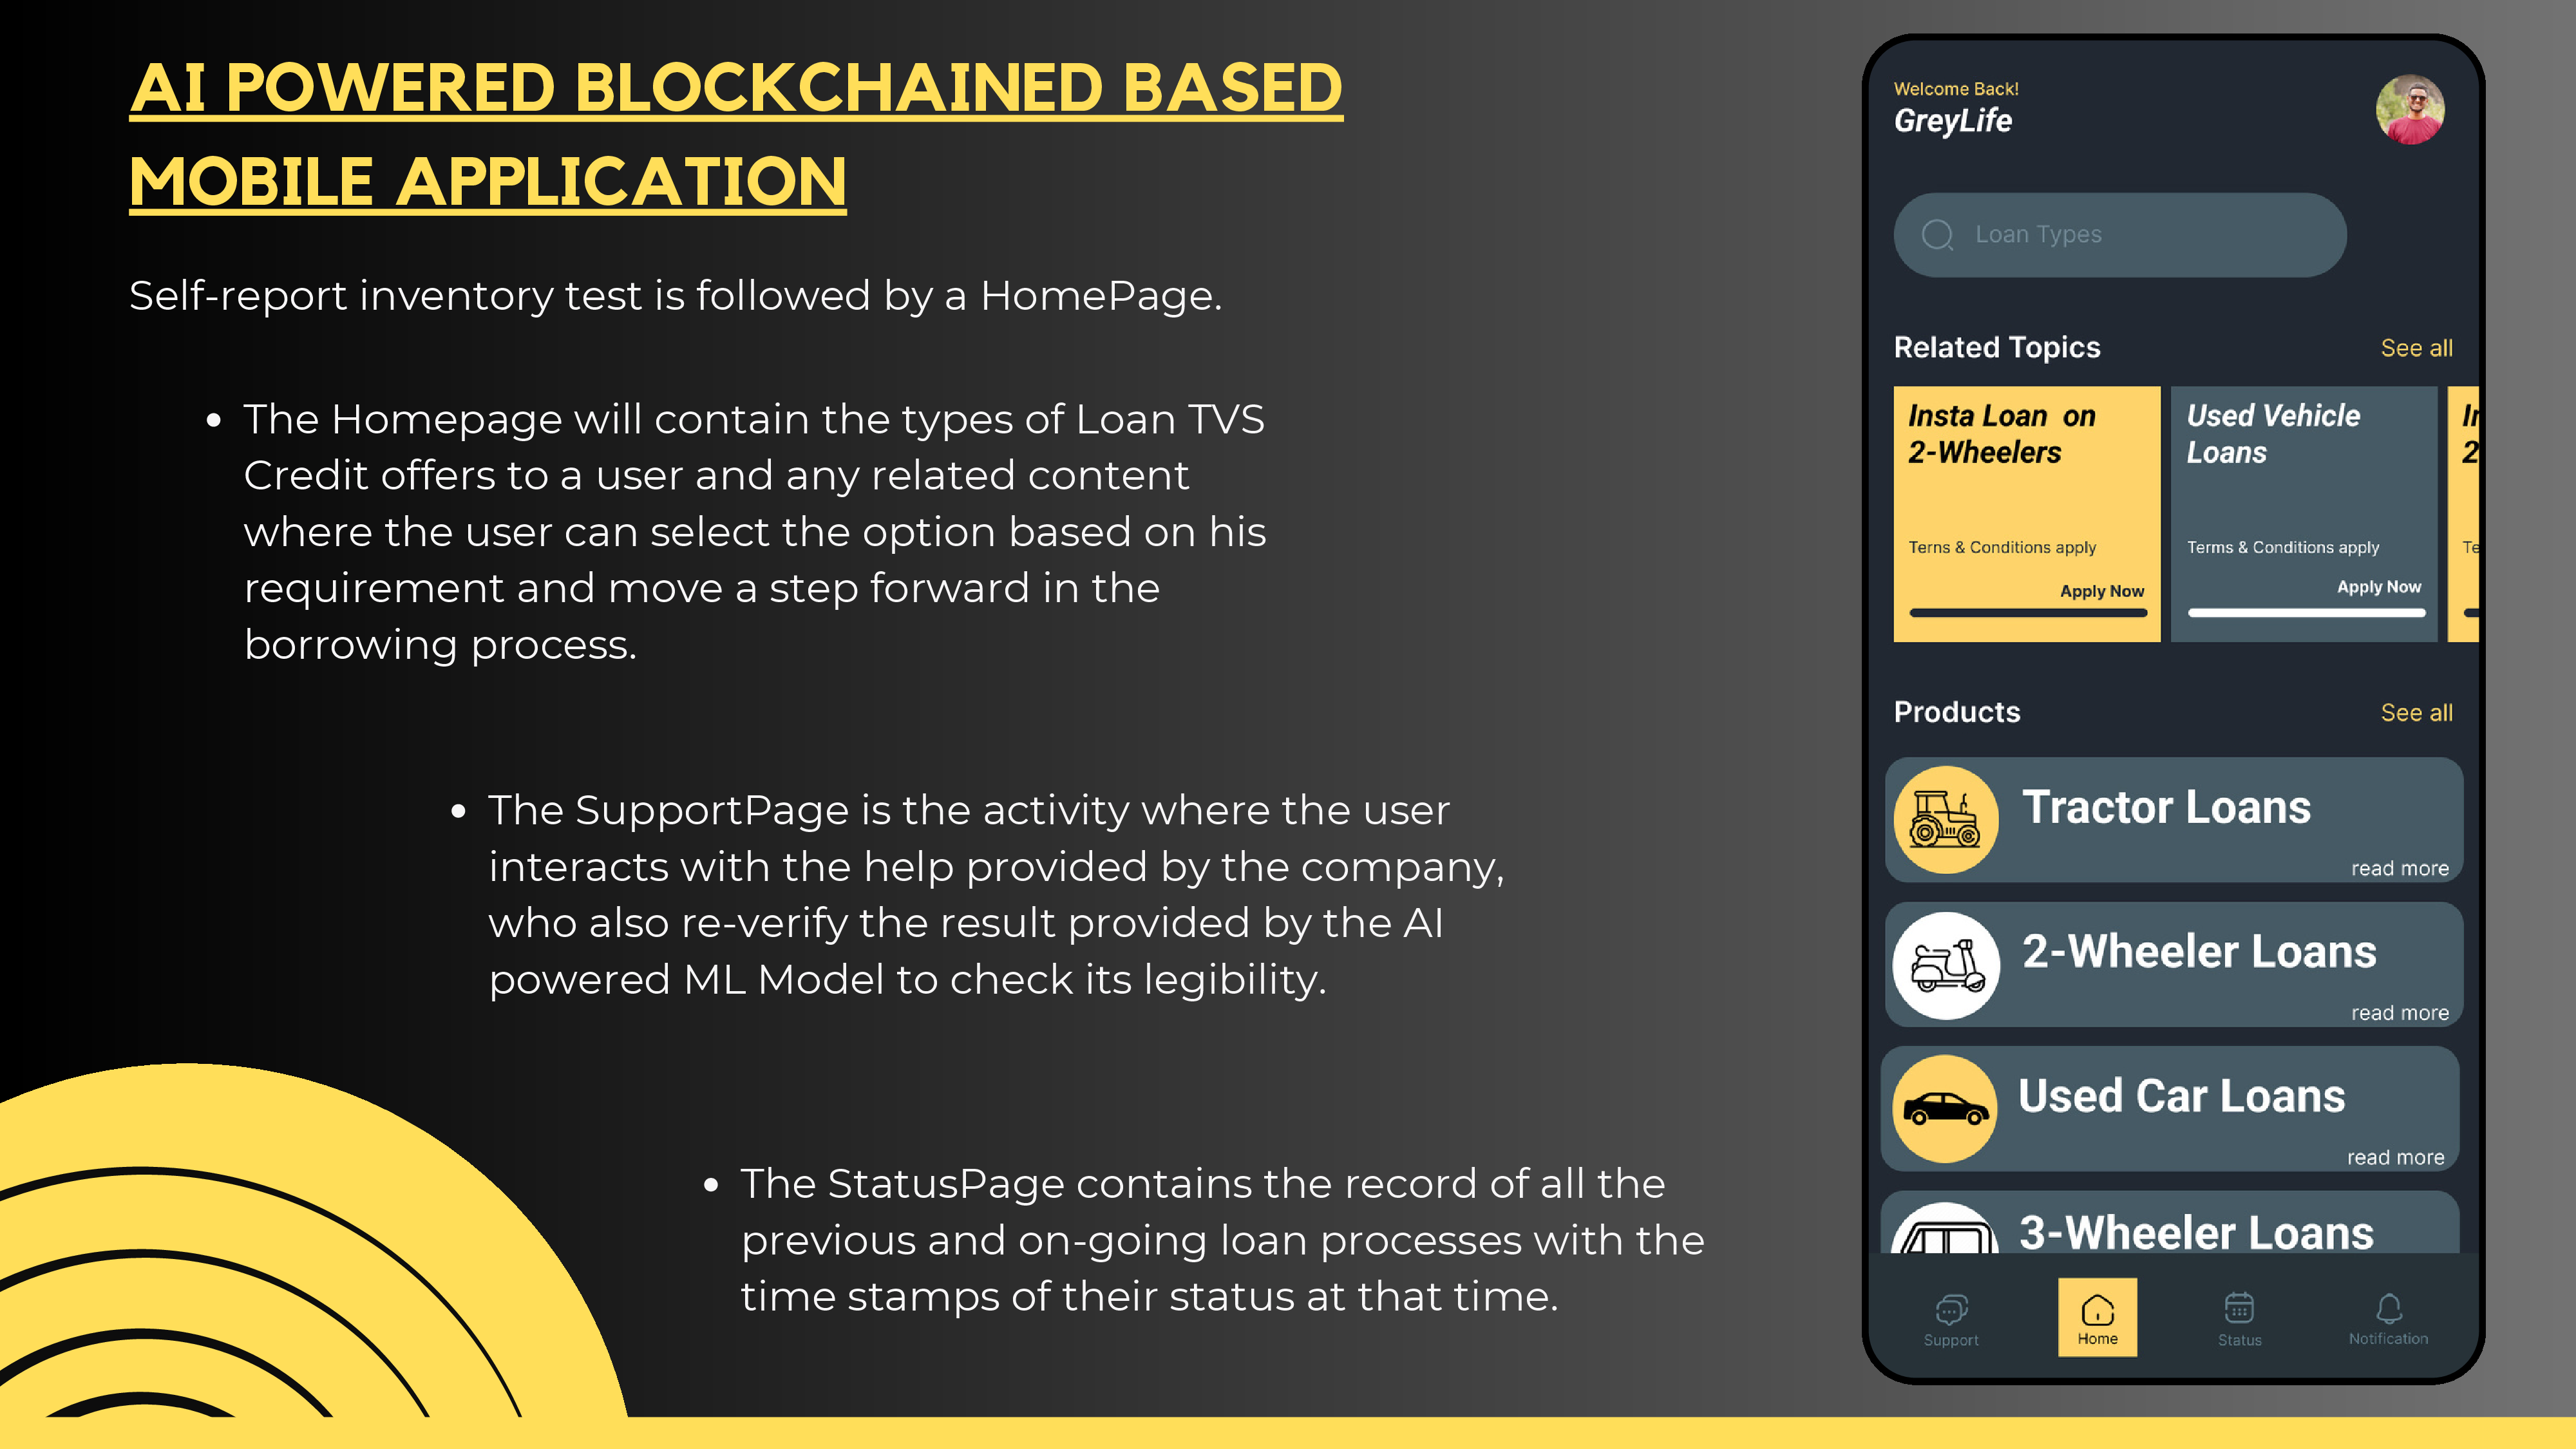 AI POWERED BLOCKCHAINED BASED
MOBILE APPLICATION
Self-report inventory test is followed by a HomePage.
• The Homepage will contain the types of Loan TVS
Credit offers to a user and any related content
where the user can select the option based on his
requirement and move a step forward in the
borrowing process.
• The SupportPage is the activity where the user
interacts with the help provided by the company,
who also re-verify the result provided by the AI
powered ML Model to check its legibility.
• The StatusPage contains the record of all the
previous and on-going loan processes with the
time stamps of their status at that time.
Welcome Back!
GreyLife
Loan Types
Related Topics
See all
Insta Loan on
2-Wheelers
Terns & Conditions apply
Apply Now
Used Vehicle
Loans
Terms & Conditions apply
Apply Now
Products
See all
Tractor Loans
read more
2-Wheeler Loans
read more
Used Car Loans
read more
3-Wheeler Loans
Support
Home
Status
Notification